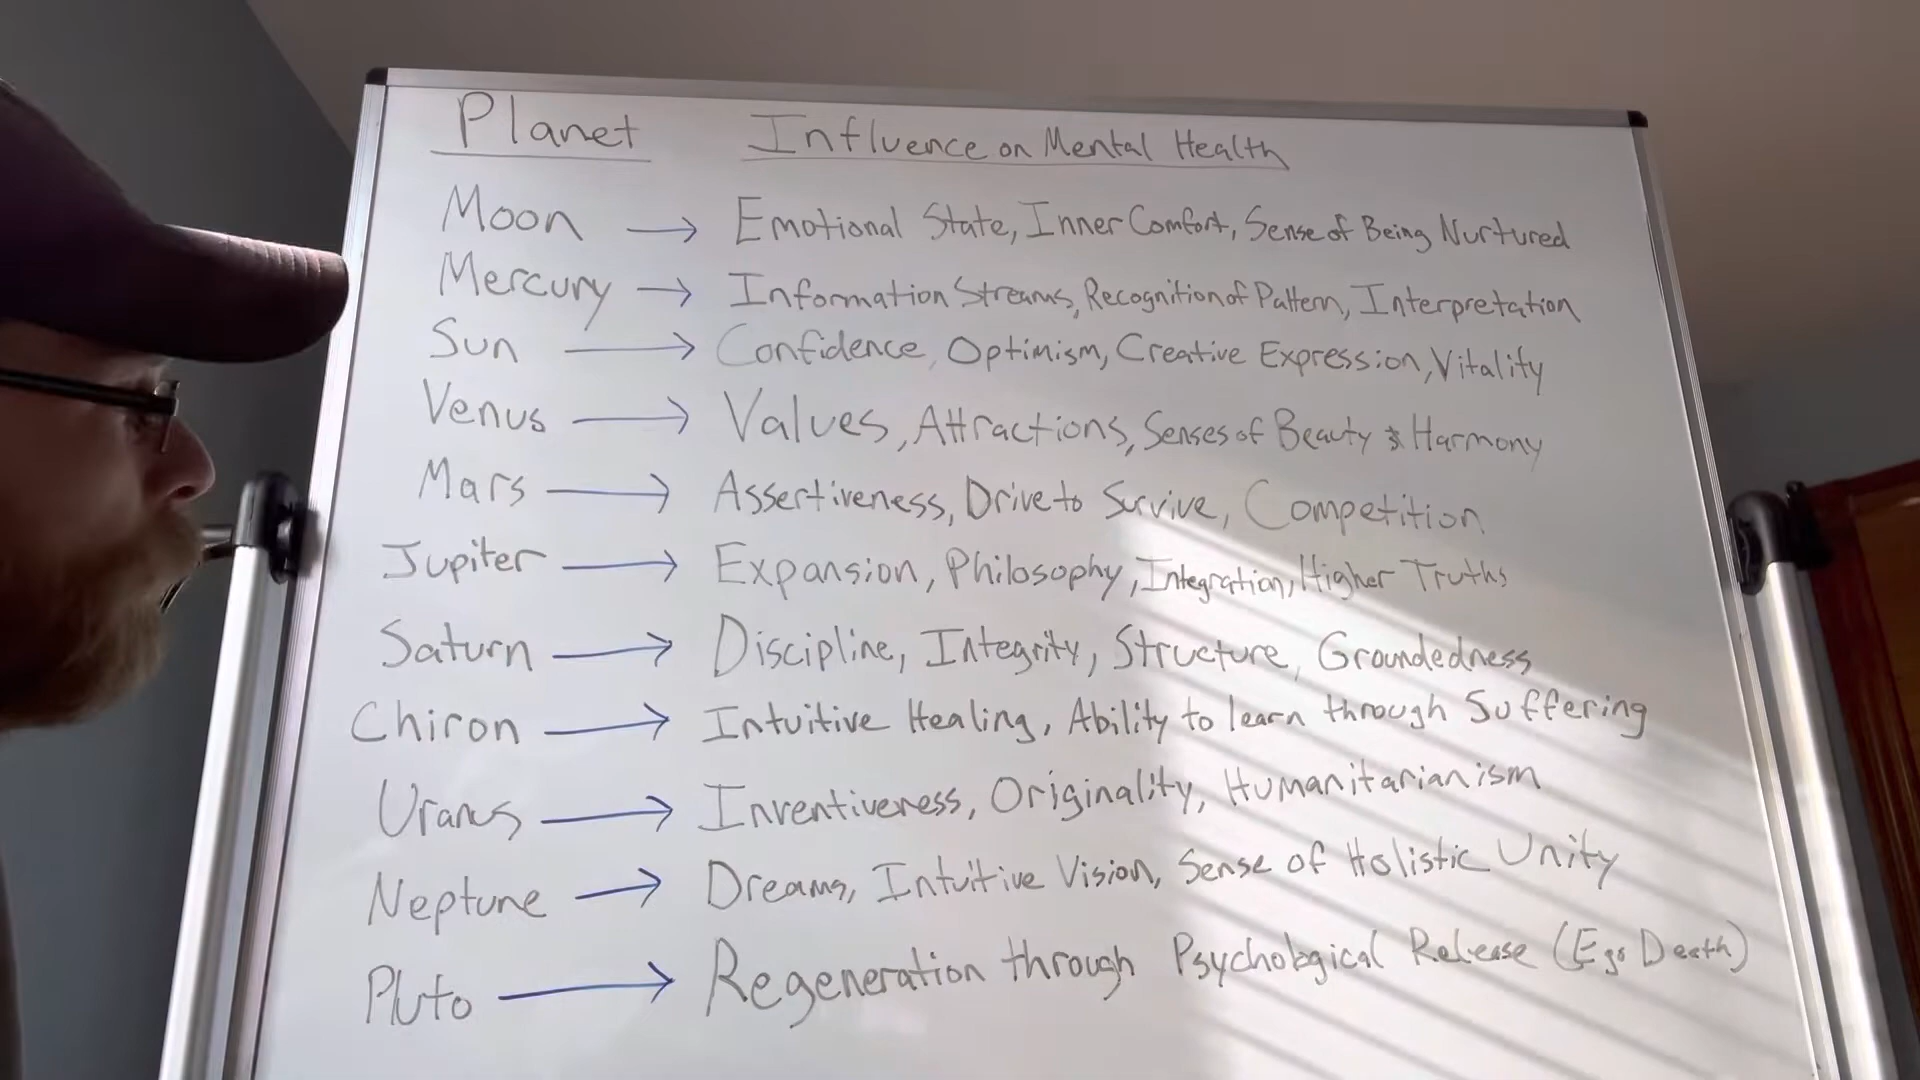 Planet Influence on Mental Health
Moon → Emotional State, Inner Comfort, Sense of Being Nurtured
Mercury → Information Streams, Recognition of Pattern, Interpretation
Sun → Confidence, Optimism, Creative Expression, Vitality
Venus → Values, Attractions, Senses of Beauty & Harmony
Mars → Assertiveness, Drive to Survive, Competition
Jupiter → Expansion, Philosophy, Integration, Higher Truths
Saturn → Discipline, Integrity, Structure, Groundedness
Chiron → Intuitive Healing, Ability to learn through Suffering
Uranus → Inventiveness, Originality, Humanitarianism
Neptune → Dreams, Intuitive Vision, Sense of Holistic Unity
Pluto → Regeneration through Psychological Release (Ego Death)